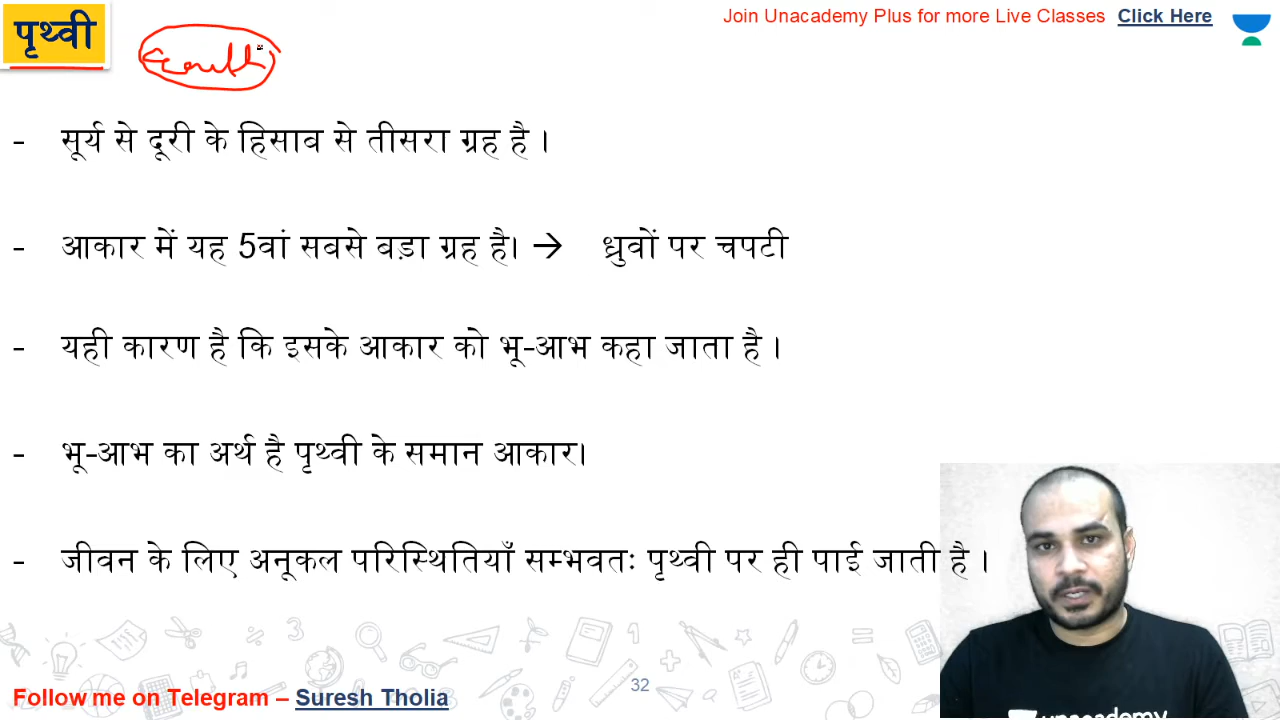 पृथ्वी
Earth
Join Unacademy Plus for more Live Classes Click Here
- सूर्य से दूरी के हिसाब से तीसरा ग्रह है ।
- आकार में यह 5वां सबसे बड़ा ग्रह है। → ध्रुवों पर चपटी
- यही कारण है कि इसके आकार को भू-आभ कहा जाता है ।
- भू-आभ का अर्थ है पृथ्वी के समान आकार।
- जीवन के लिए अनूकल परिस्थितियाँ सम्भवतः पृथ्वी पर ही पाई जाती है ।
Follow me on Telegram – Suresh Tholia
32
unacademy